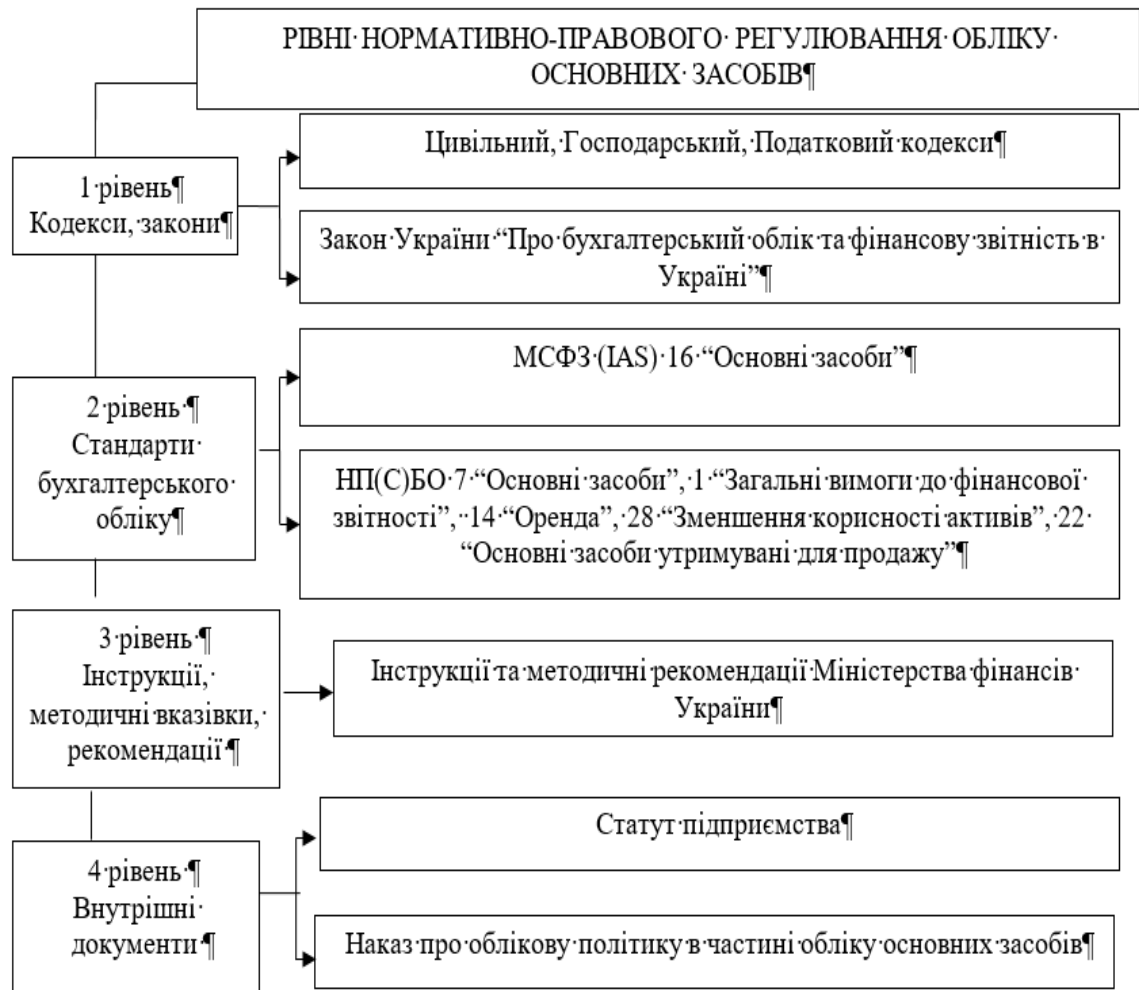 РІВНІ·НОРМАТИВНО-ПРАВОВОГО·РЕГУЛЮВАННЯ·ОБЛІКУ·
ОСНОВНИХ·ЗАСОБІВ¶
1·рівень¶
Кодекси,·закони¶
Цивільний,·Господарський,·Податковий·кодекси¶
Закон·України·“Про·бухгалтерський·облік·та·фінансову·звітність·в·
Україні”¶
2·рівень·¶
Стандарти·
бухгалтерського·
обліку¶
МСФЗ·(IAS)·16·“Основні·засоби”¶
НП(С)БО·7·“Основні·засоби”,·1·“Загальні·вимоги·до·фінансової·
звітності”,··14·“Оренда”,·28·“Зменшення·корисності·активів”,·22·
“Основні·засоби·утримувані·для·продажу”¶
3·рівень·¶
Інструкції,·
методичні·вказівки,·
рекомендації·¶
Інструкції·та·методичні·рекомендації·Міністерства·фінансів·
України¶
4·рівень·¶
Внутрішні·
документи·¶
Статут·підприємства¶
Наказ·про·облікову·політику·в·частині·обліку·основних·засобів¶